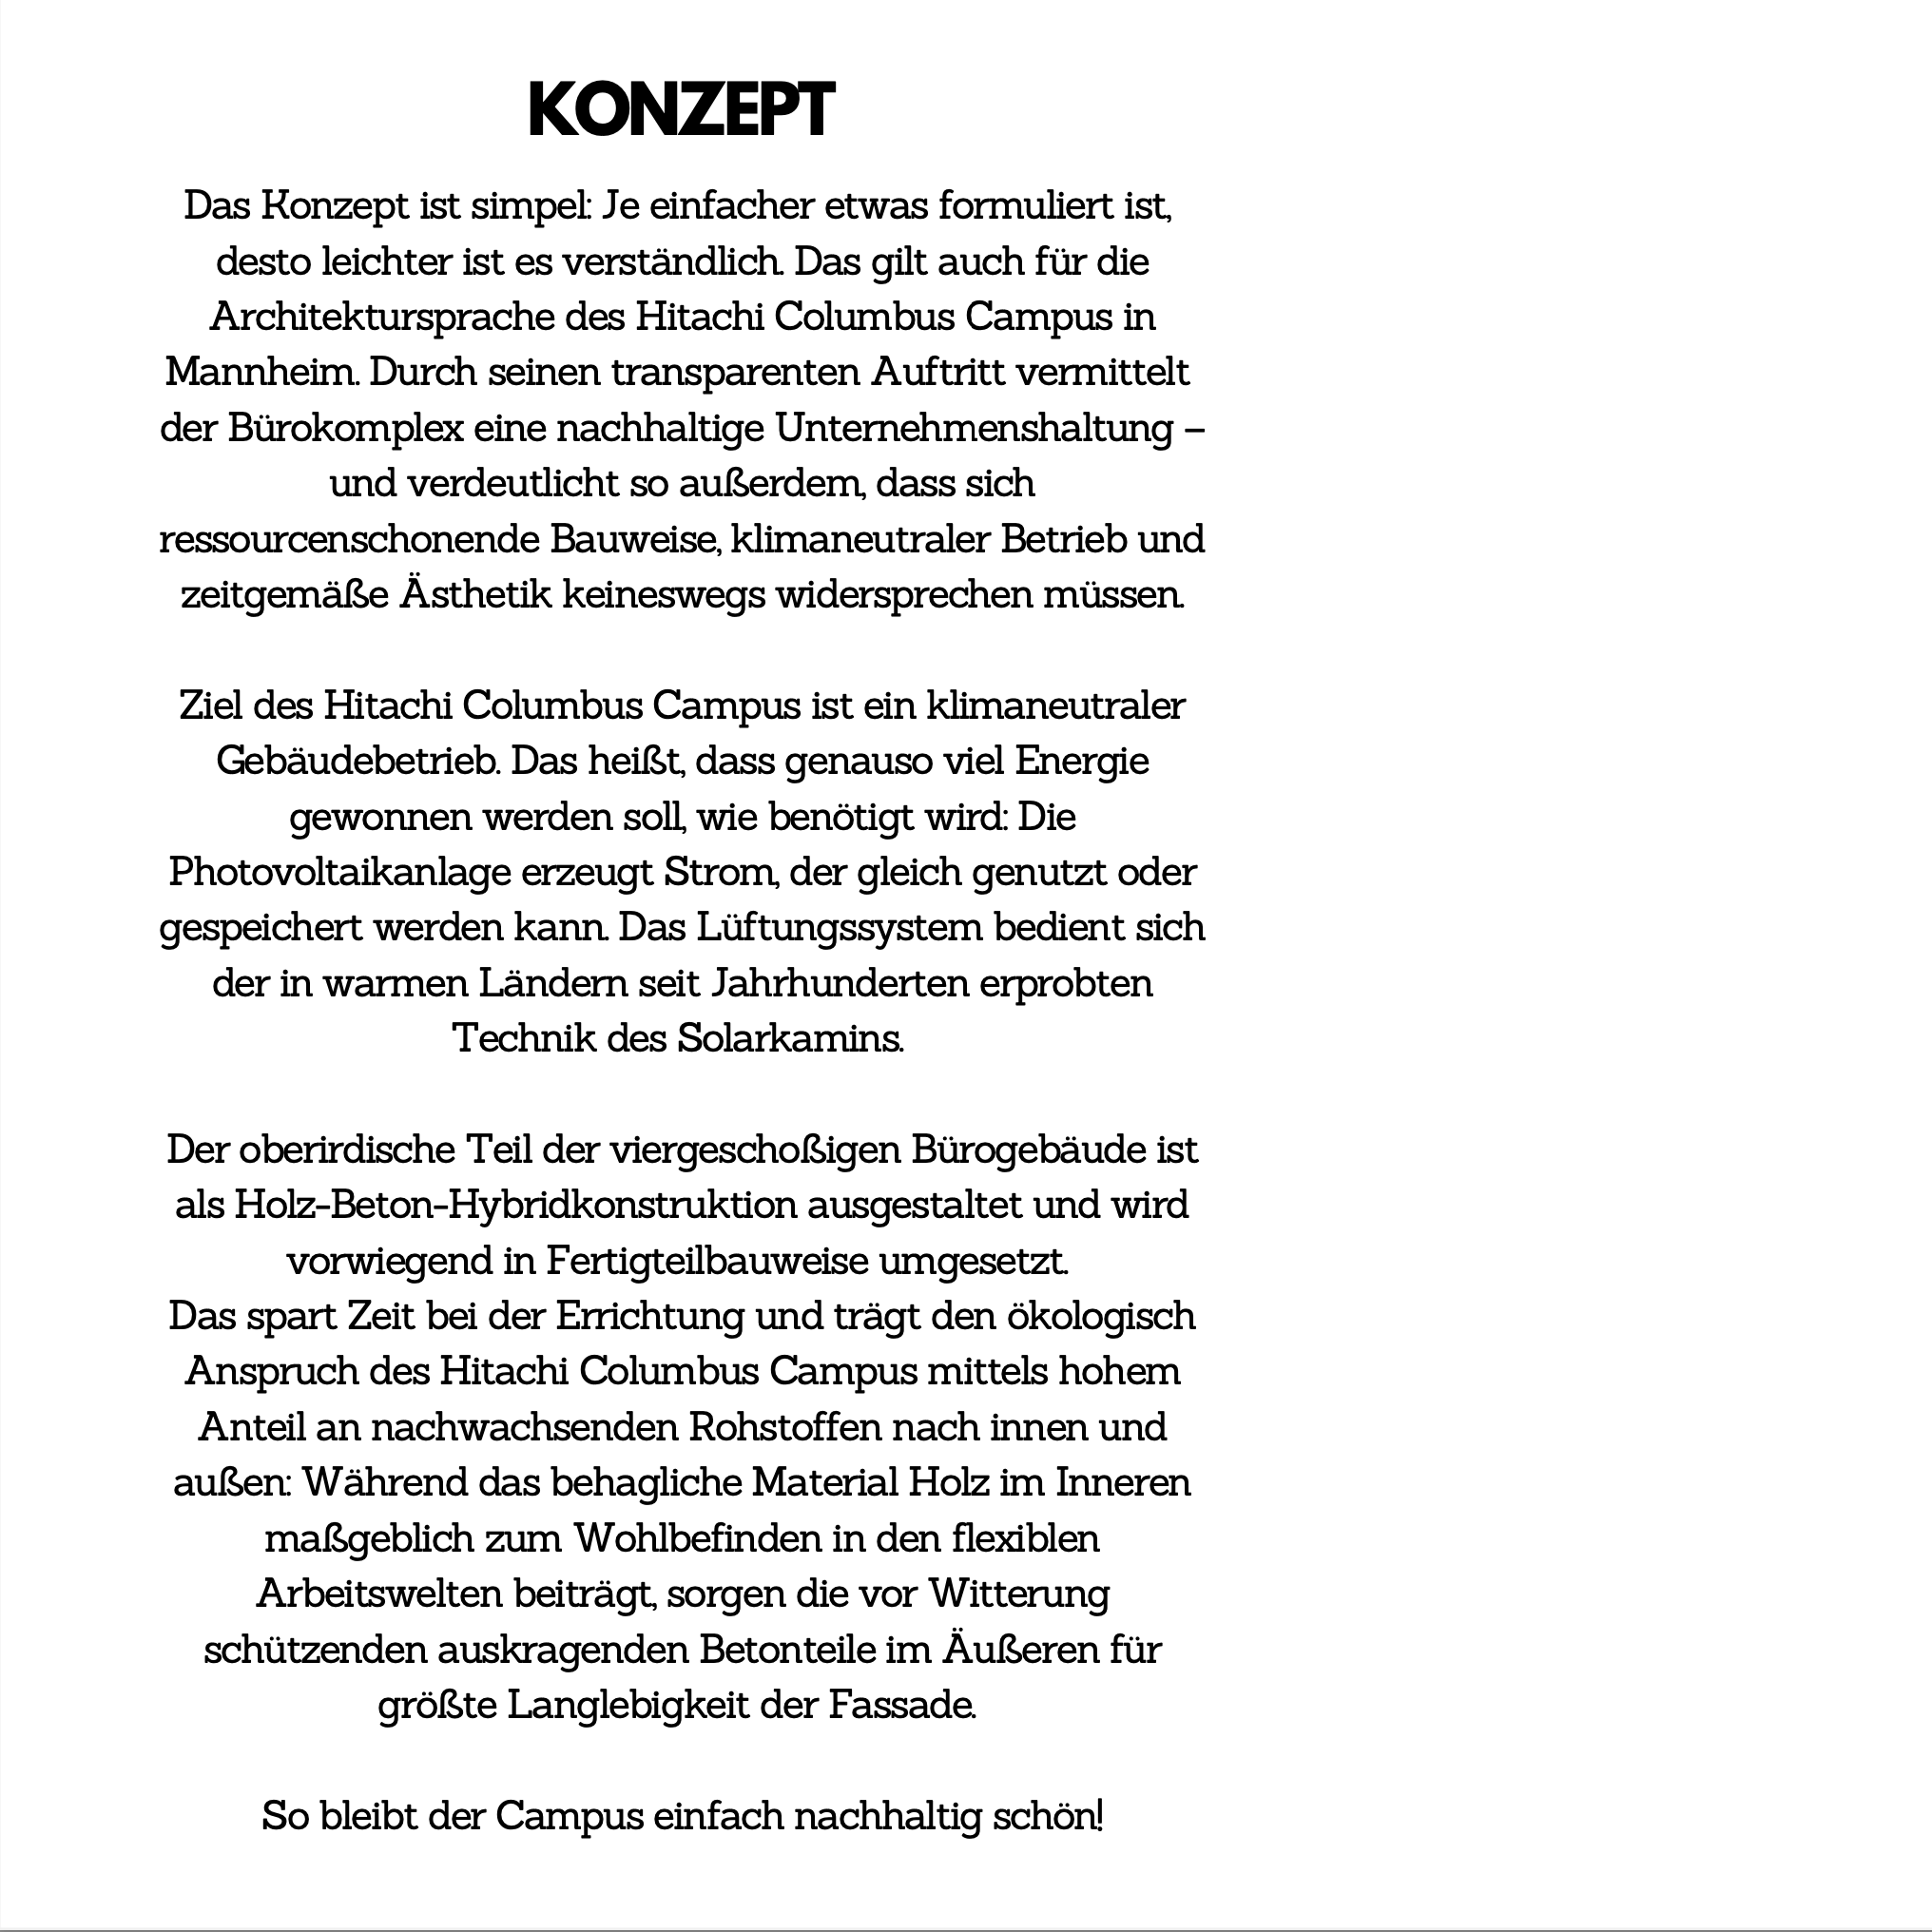 KONZEPT
Das Konzept ist simpel: Je einfacher etwas formuliert ist,
desto leichter ist es verständlich. Das gilt auch für die
Architektursprache des Hitachi Columbus Campus in
Mannheim. Durch seinen transparenten Auftritt vermittelt
der Bürokomplex eine nachhaltige Unternehmenshaltung –
und verdeutlicht so außerdem, dass sich
ressourcenschonende Bauweise, klimaneutraler Betrieb und
zeitgemäße Ästhetik keineswegs widersprechen müssen.
Ziel des Hitachi Columbus Campus ist ein klimaneutraler
Gebäudebetrieb. Das heißt, dass genauso viel Energie
gewonnen werden soll, wie benötigt wird: Die
Photovoltaikanlage erzeugt Strom, der gleich genutzt oder
gespeichert werden kann. Das Lüftungssystem bedient sich
der in warmen Ländern seit Jahrhunderten erprobten
Technik des Solarkamins.
Der oberirdische Teil der viergeschoßigen Bürogebäude ist
als Holz-Beton-Hybridkonstruktion ausgestaltet und wird
vorwiegend in Fertigteilbauweise umgesetzt.
Das spart Zeit bei der Errichtung und trägt den ökologisch
Anspruch des Hitachi Columbus Campus mittels hohem
Anteil an nachwachsenden Rohstoffen nach innen und
außen: Während das behagliche Material Holz im Inneren
maßgeblich zum Wohlbefinden in den flexiblen
Arbeitswelten beiträgt, sorgen die vor Witterung
schützenden auskragenden Betonteile im Äußeren für
größte Langlebigkeit der Fassade.
So bleibt der Campus einfach nachhaltig schön!